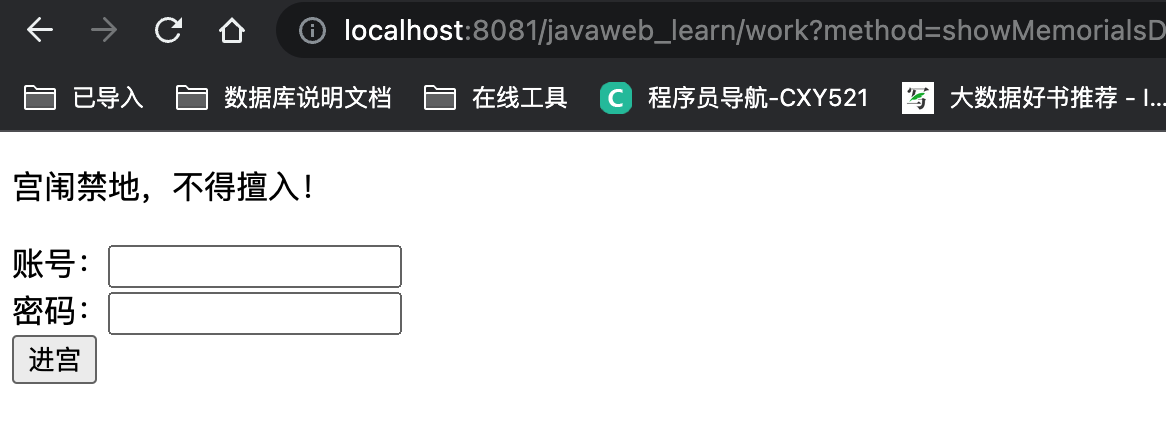 localhost:8081/javaweb_learn/work?method=showMemorialsD
已导入 数据库说明文档 在线工具 C 程序员导航-CXY521 写 大数据好书推荐 - I...
宫闱禁地，不得擅入！
账号：
密码：
进宫